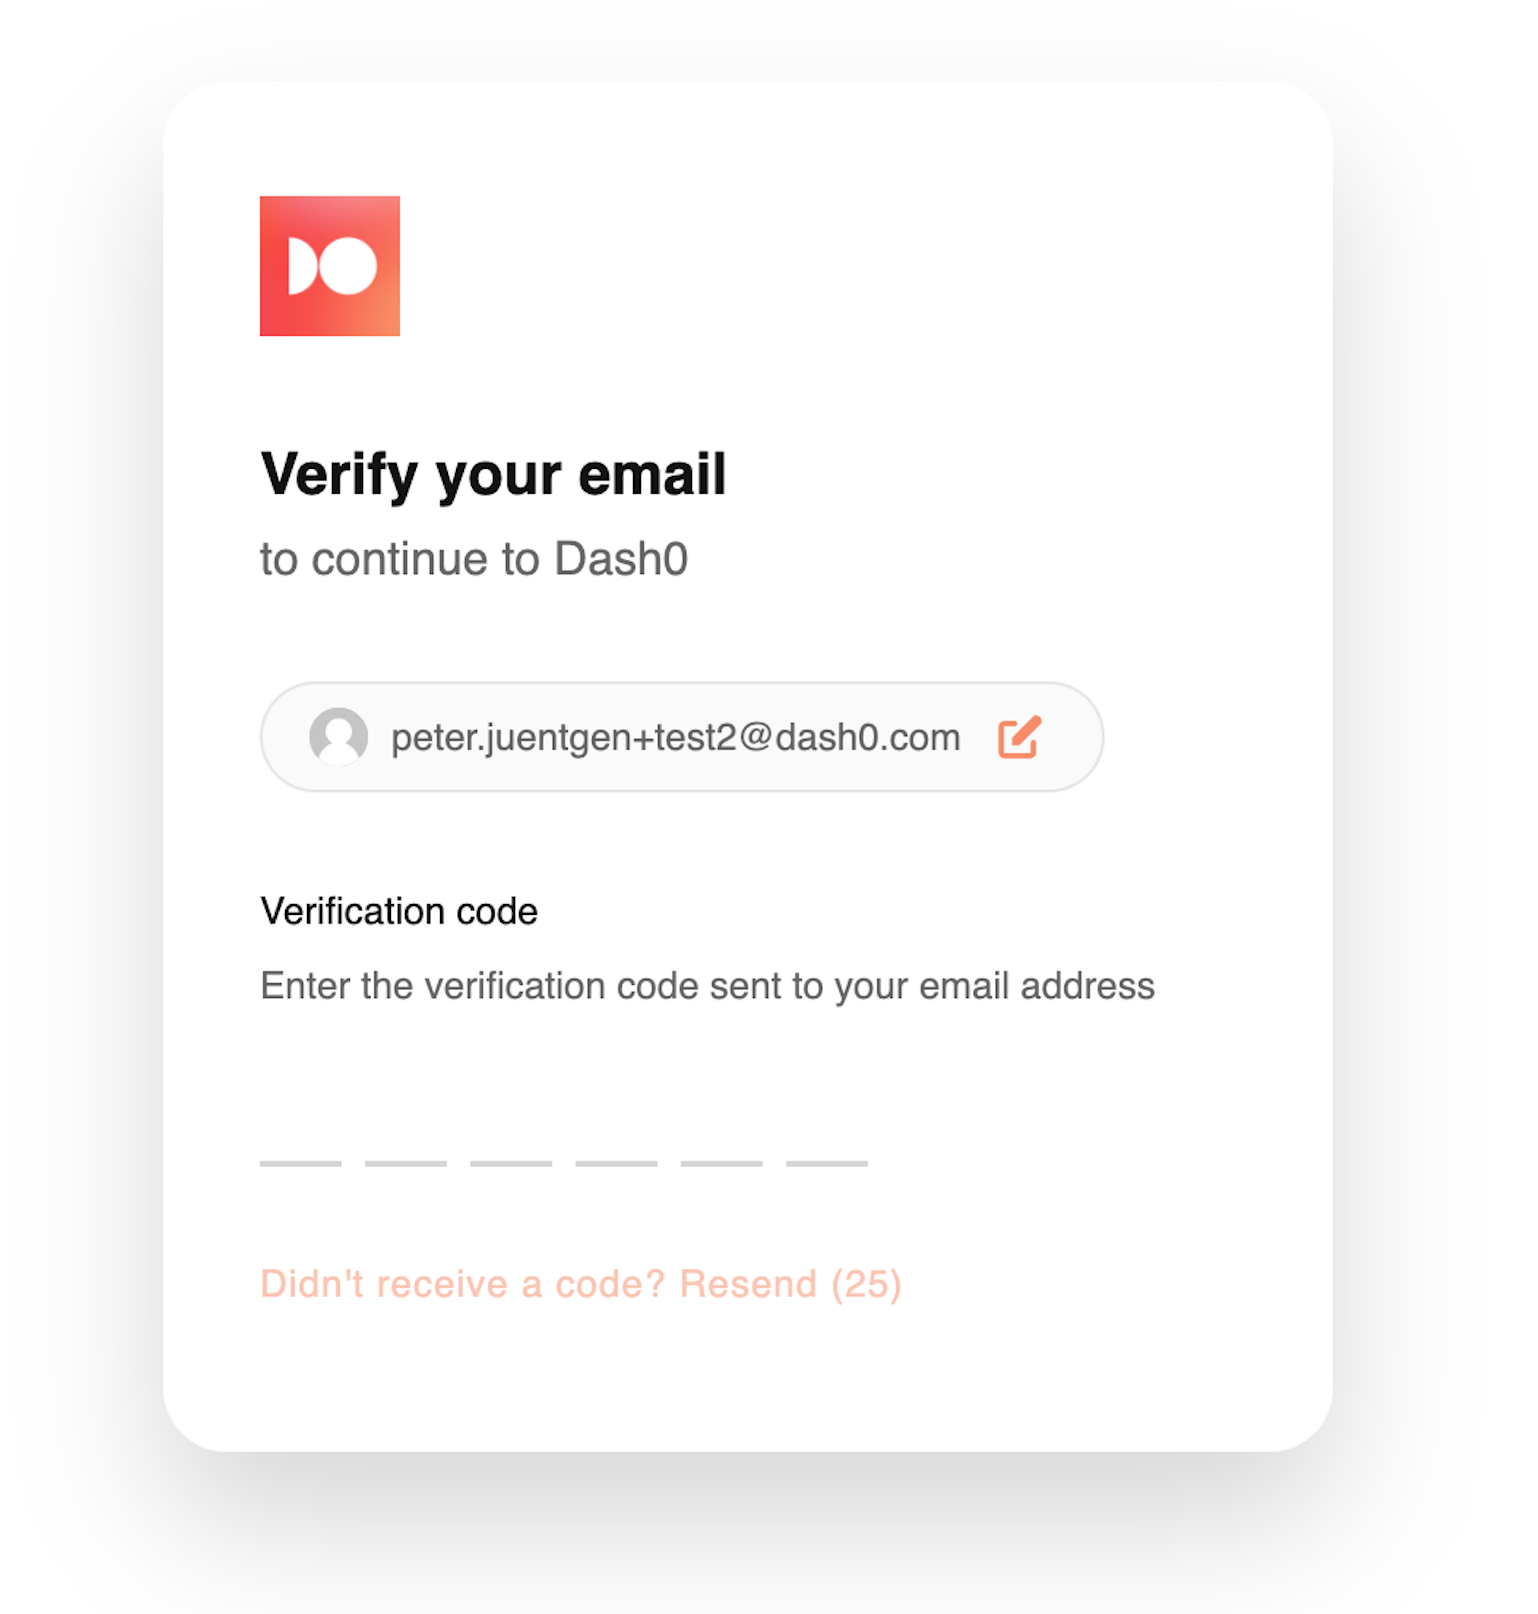 Verify your email
to continue to Dash0
peter.juentgen+test2@dash0.com
Verification code
Enter the verification code sent to your email address
Didn't receive a code? Resend (25)